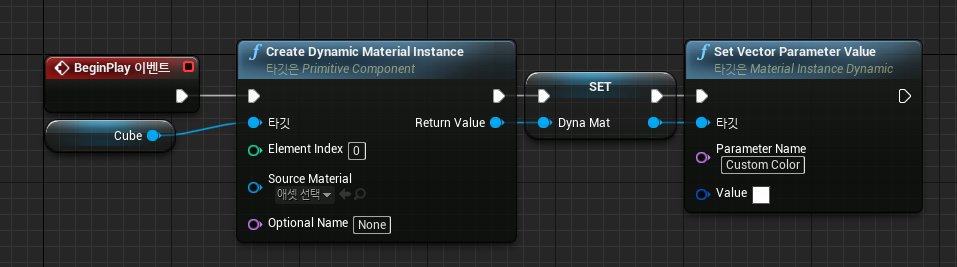 BeginPlay 이벤트
Cube
f Create Dynamic Material Instance
타깃은 Primitive Component
타깃
Return Value
Element Index 0
Source Material
애셋 선택
Optional Name None
SET
Dyna Mat
f Set Vector Parameter Value
타깃은 Material Instance Dynamic
타깃
Parameter Name
Custom Color
Value